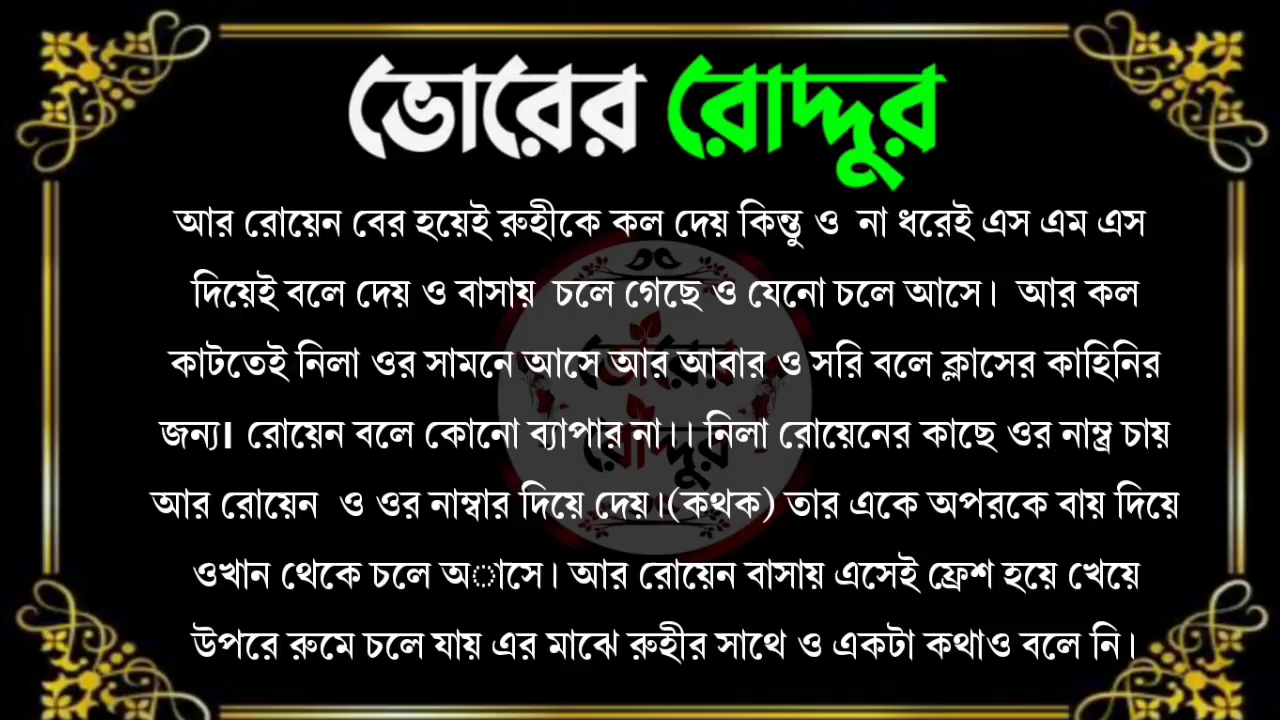 ভোরের রোদ্দুর
আর রোয়েন বের হয়েই রুহীকে কল দেয় কিন্তু ও না ধরেই এস এম এস
দিয়েই বলে দেয় ও বাসায় চলে গেছে ও যেনো চলে আসে। আর কল
কাটতেই নিলা ওর সামনে আসে আর আবার ও সরি বলে ক্লাসের কাহিনির
জন্য। রোয়েন বলে কোনো ব্যাপার না।। নিলা রোয়েনের কাছে ওর নাম্ব্র চায়
আর রোয়েন ও ওর নাম্বার দিয়ে দেয়।(কথক) তার একে অপরকে বায় দিয়ে
ওখান থেকে চলে অাসে। আর রোয়েন বাসায় এসেই ফ্রেশ হয়ে খেয়ে
উপরে রুমে চলে যায় এর মাঝে রুহীর সাথে ও একটা কথাও বলে নি।
ভোরের
রোদ্দুর